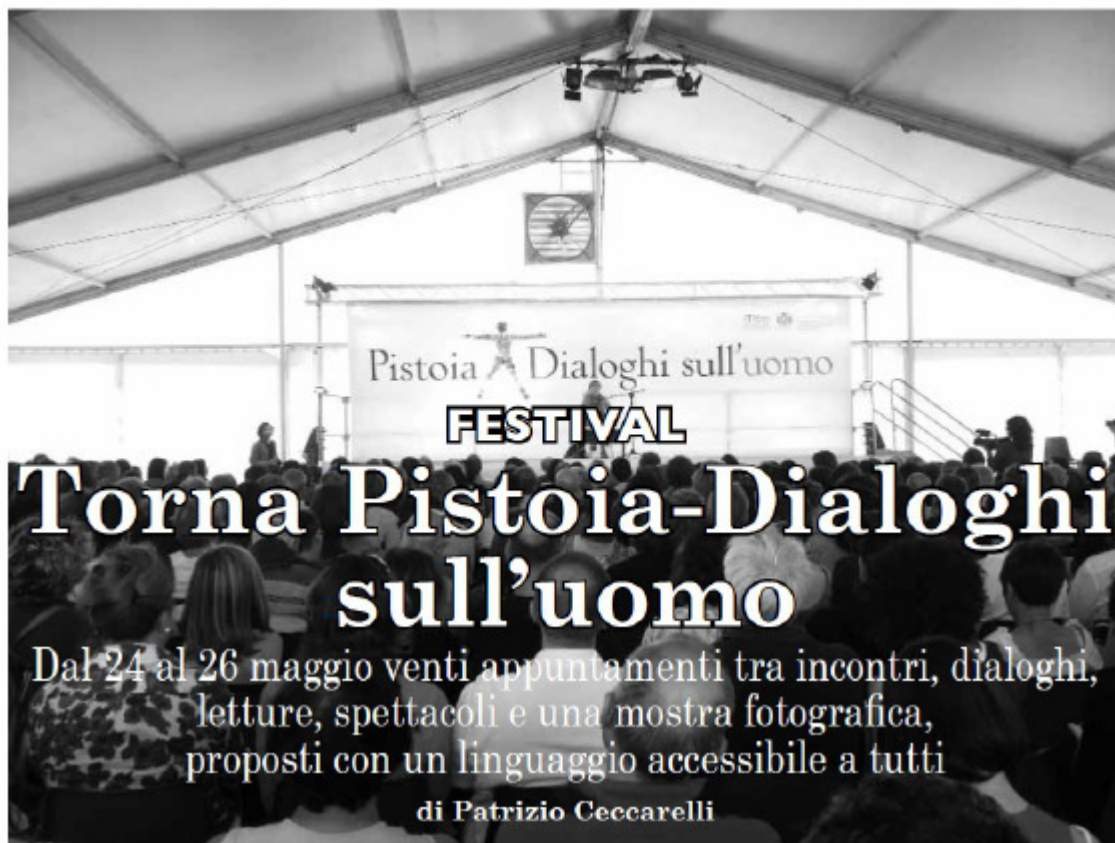 Pistoia Dialoghi sull'uomo
FESTIVAL
Torna Pistoia-Dialoghi
sull'uomo
Dal 24 al 26 maggio venti appuntamenti tra incontri, dialoghi,
letture, spettacoli e una mostra fotografica,
proposti con un linguaggio accessibile a tutti
di Patrizio Ceccarelli